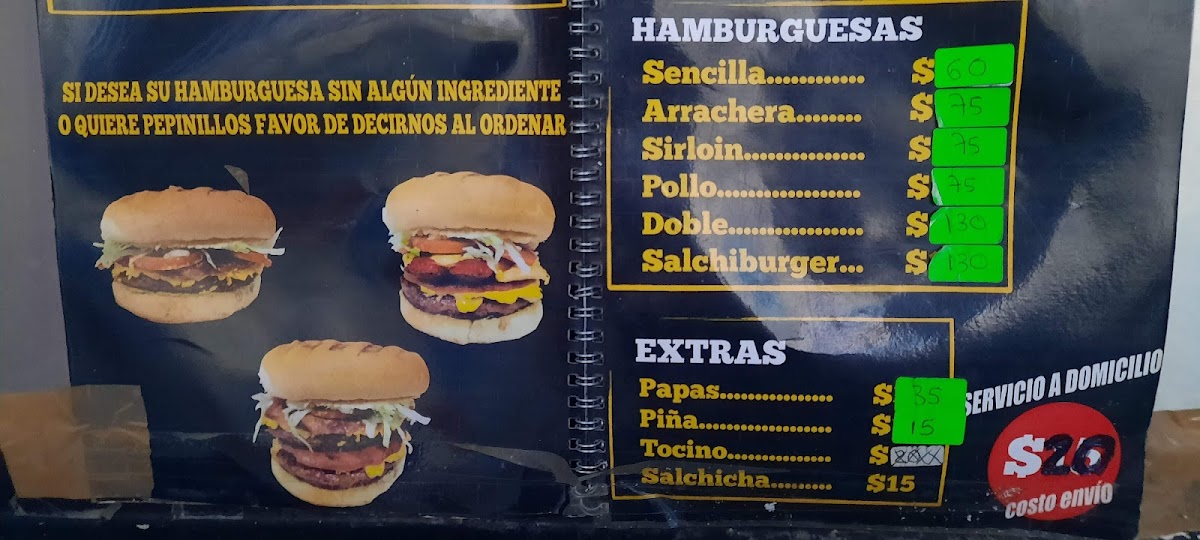 SI DESEA SU HAMBURGUESA SIN ALGÚN INGREDIENTE
O QUIERE PEPINILLOS FAVOR DE DECIRNOS AL ORDENAR
HAMBURGUESAS
Sencilla............ $ 60
Arrachera......... $ 75
Sirloin................ $ 75
Pollo................... $ 75
Doble.................. $ 130
Salchiburger... $ 130
EXTRAS
Papas................. $ 35
Piña.................... $ 15
Tocino................ $
Salchicha......... $15
SERVICIO A DOMICILIO
$20
costo envío